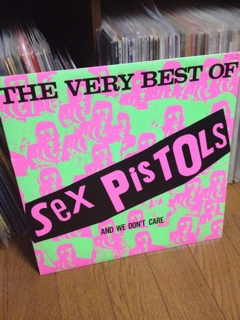 THE VERY BEST OF
Sex PisTOLs
AND WE DON'T CARE